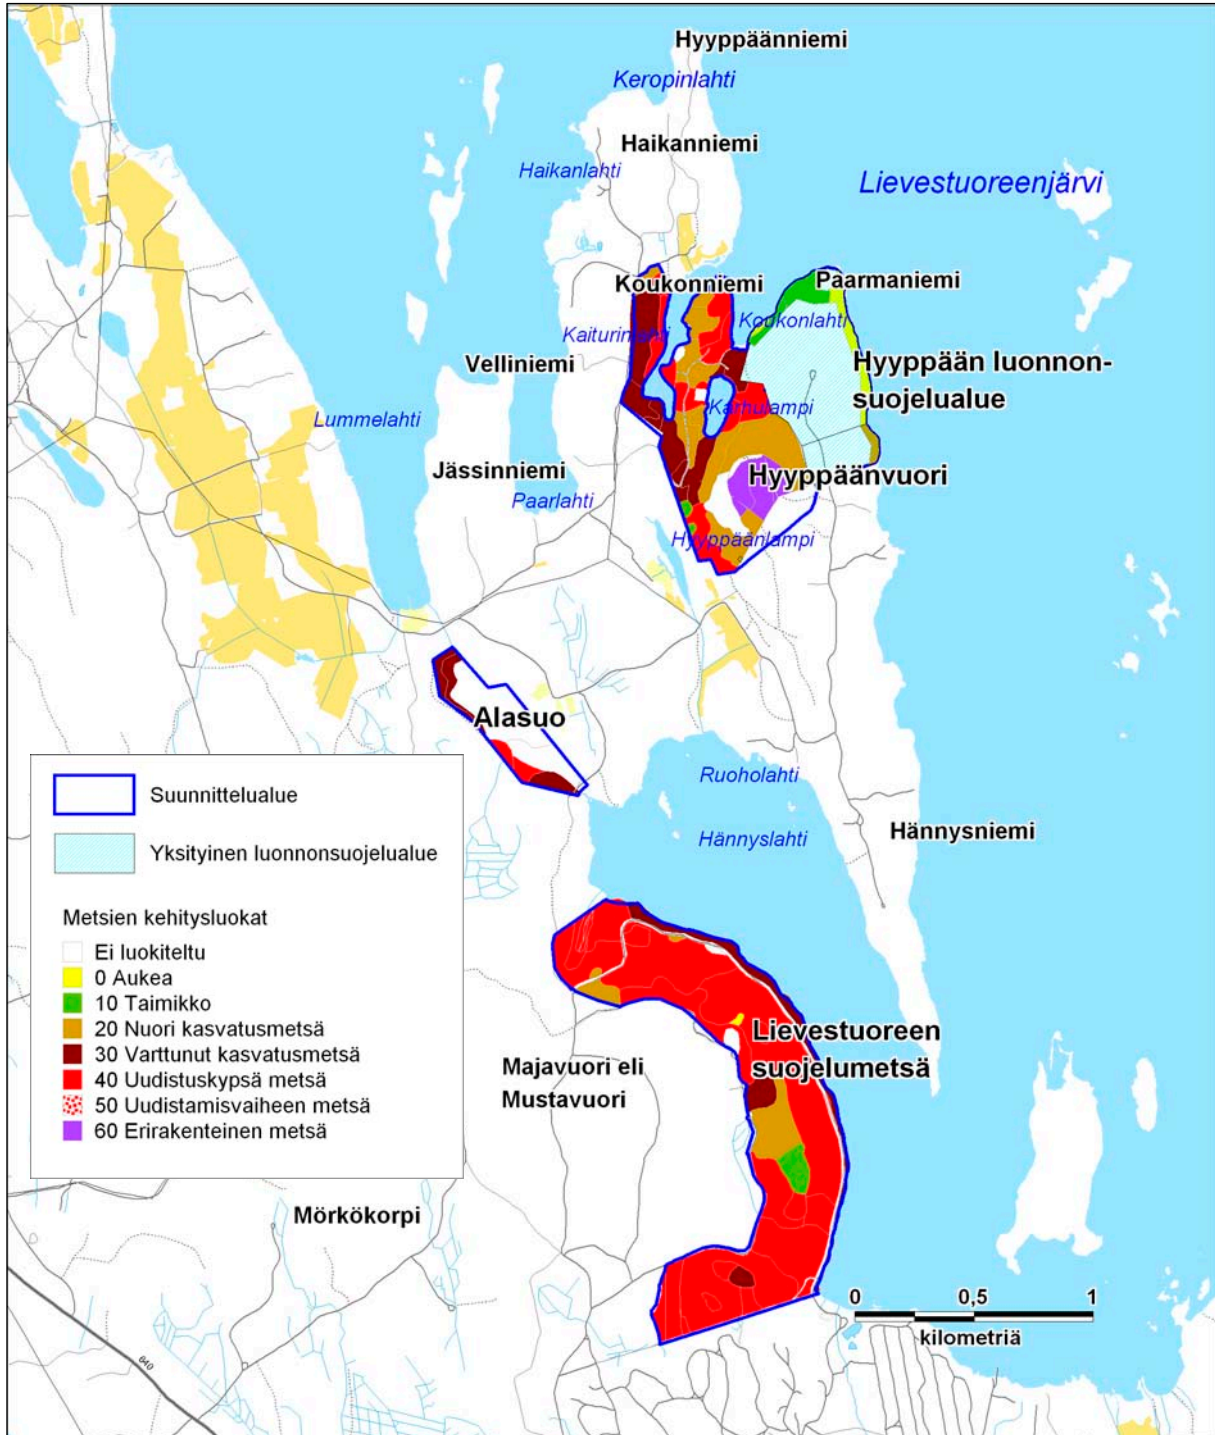 Hyyppäänniemi
Keropinlahti
Haikanniemi
Haikanlahti
Lievestuoreenjärvi
Koukonniemi
Paarmaniemi
Kaiturinlahti
Koukonlahti
Velliniemi
Hyyppään luonnon-
suojelualue
Lummelahti
Karhulampi
Jässinniemi
Hyyppäänvuori
Paarlahti
Hyyppäänlampi
Alasuo
Ruoholahti
Hännysniemi
Hännyslahti
Suunnittelualue
Yksityinen luonnonsuojelualue
Metsien kehitysluokat
Ei luokiteltu
0 Aukea
10 Taimikko
20 Nuori kasvatusmetsä
30 Varttunut kasvatusmetsä
40 Uudistuskypsä metsä
50 Uudistamisvaiheen metsä
60 Erirakenteinen metsä
Lievestuoreen
suojelumetsä
Majavuori eli
Mustavuori
Mörkökorpi
0 0,5 1
kilometriä
640